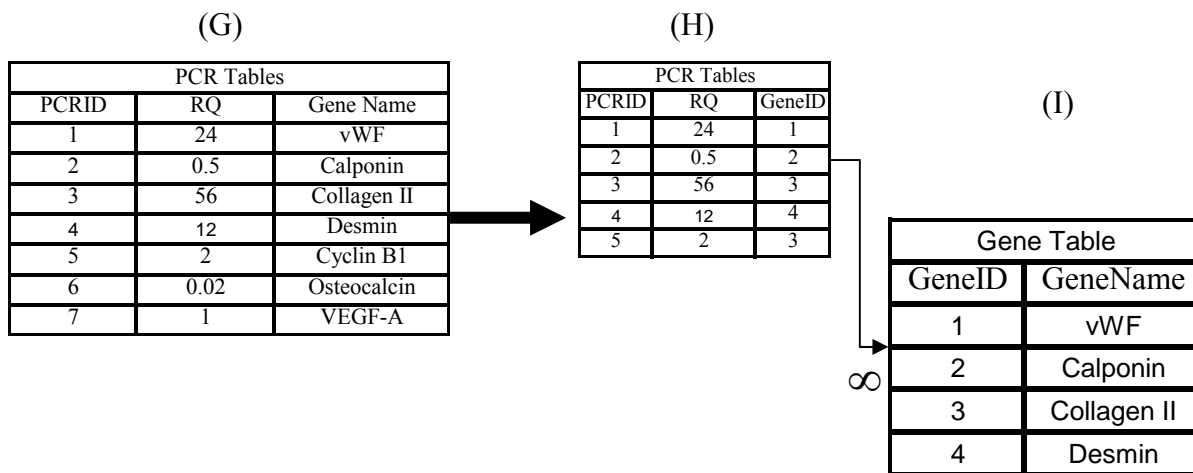 (G)
PCR Tables
PCRID RQ Gene Name
1 24 vWF
2 0.5 Calponin
3 56 Collagen II
4 12 Desmin
5 2 Cyclin B1
6 0.02 Osteocalcin
7 1 VEGF-A
(H)
PCR Tables
PCRID RQ GeneID
1 24 1
2 0.5 2
3 56 3
4 12 4
5 2 3
(I)
Gene Table
GeneID GeneName
1 vWF
2 Calponin
3 Collagen II
4 Desmin
∞